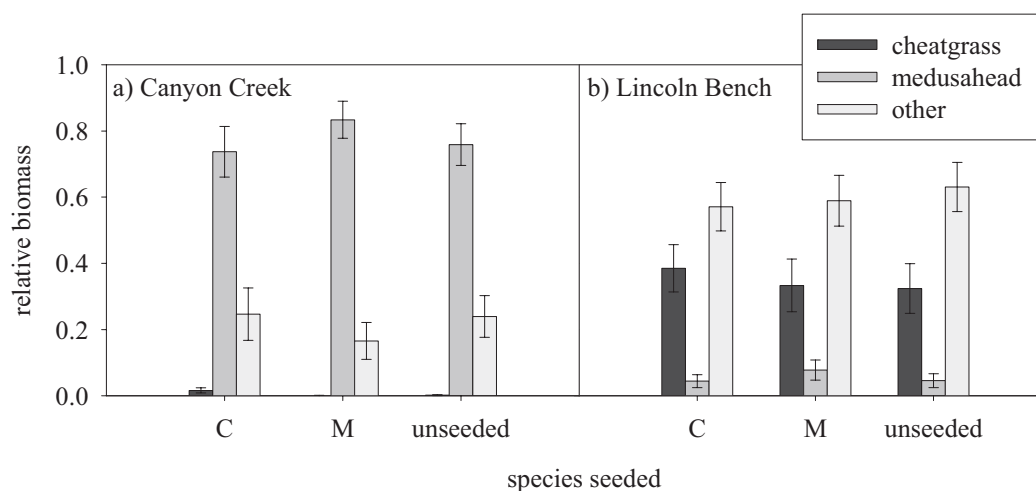 cheatgrass
medusahead
other
a) Canyon Creek
b) Lincoln Bench
relative biomass
1.0
0.8
0.6
0.4
0.2
0.0
C M unseeded C M unseeded
species seeded